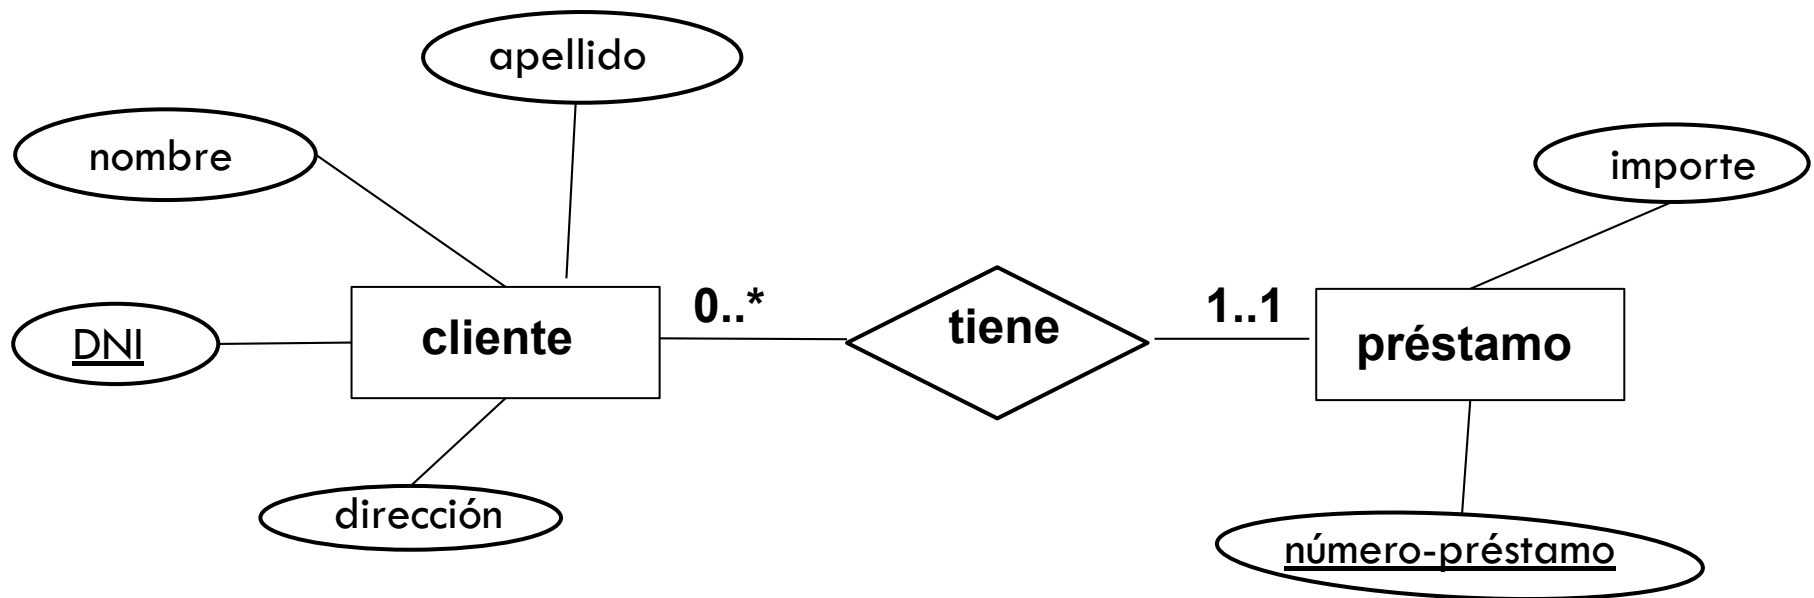 apellido
nombre
importe
DNI
cliente
0..*
tiene
1..1
préstamo
dirección
número-préstamo